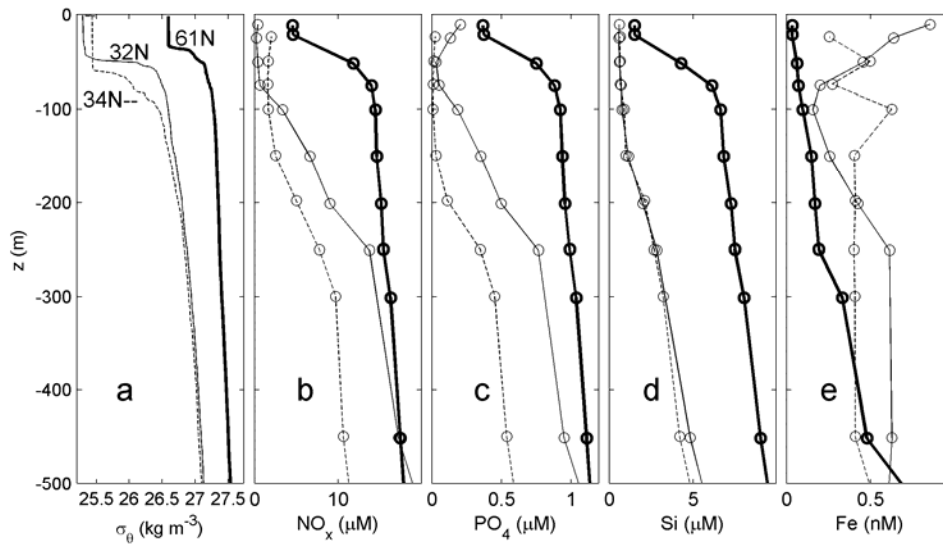 0
-100
-200
-300
-400
-500
z (m)
61N
32N
34N--
a
b
c
d
e
25.5 26 26.5 27 27.5
0 10
0 0.5 1
0 5
0 0.5
σθ (kg m-3)
NOx (μM)
PO4 (μM)
Si (μM)
Fe (nM)